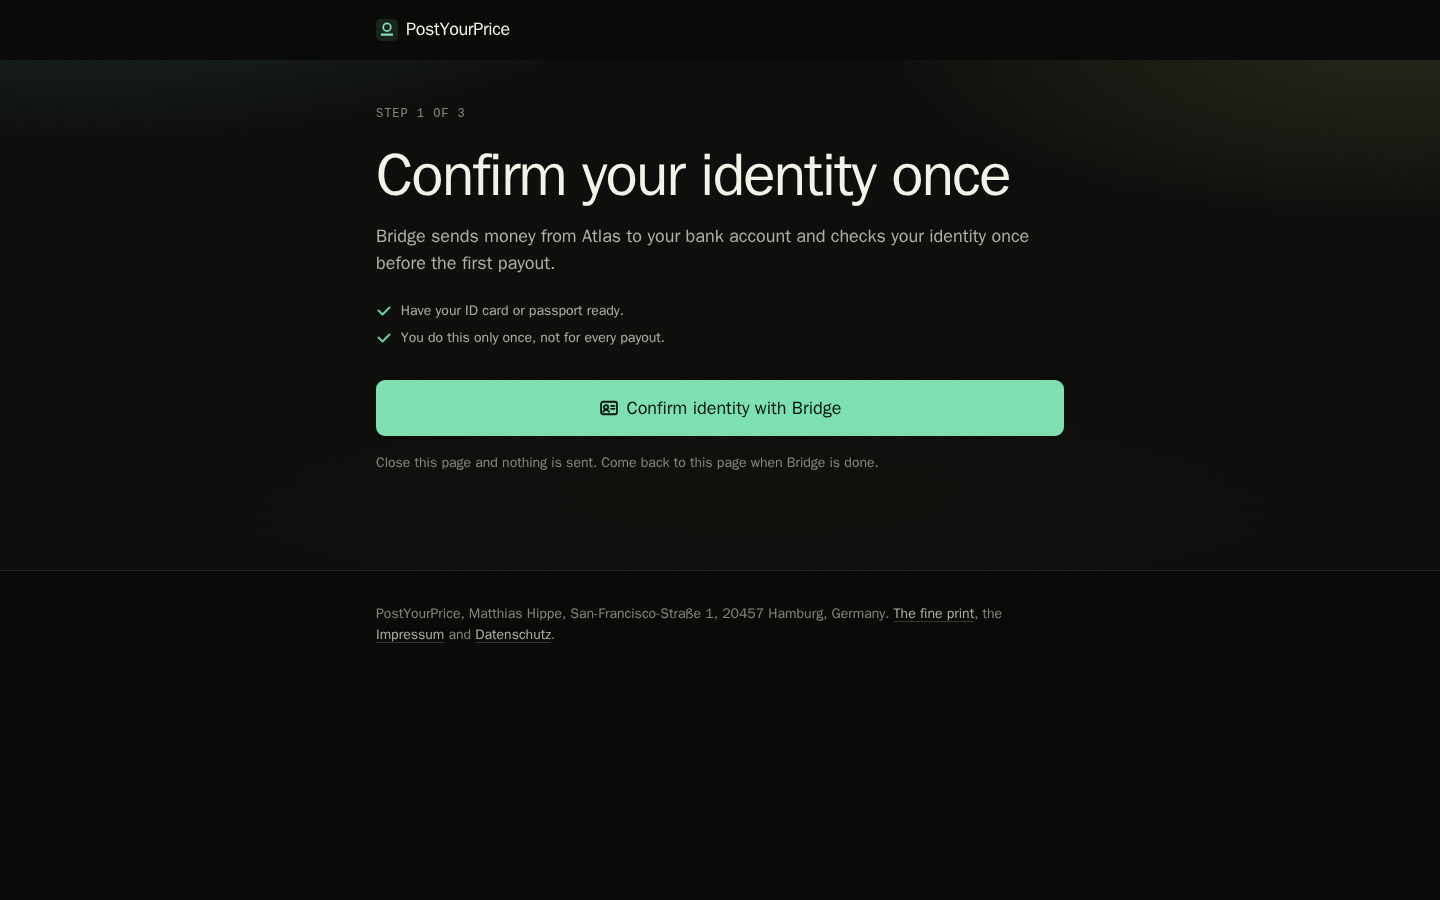 PostYourPrice
STEP 1 OF 3
Confirm your identity once
Bridge sends money from Atlas to your bank account and checks your identity once
before the first payout.
Have your ID card or passport ready.
You do this only once, not for every payout.
Confirm identity with Bridge
Close this page and nothing is sent. Come back to this page when Bridge is done.
PostYourPrice, Matthias Hippe, San-Francisco-Straße 1, 20457 Hamburg, Germany. The fine print, the
Impressum and Datenschutz.